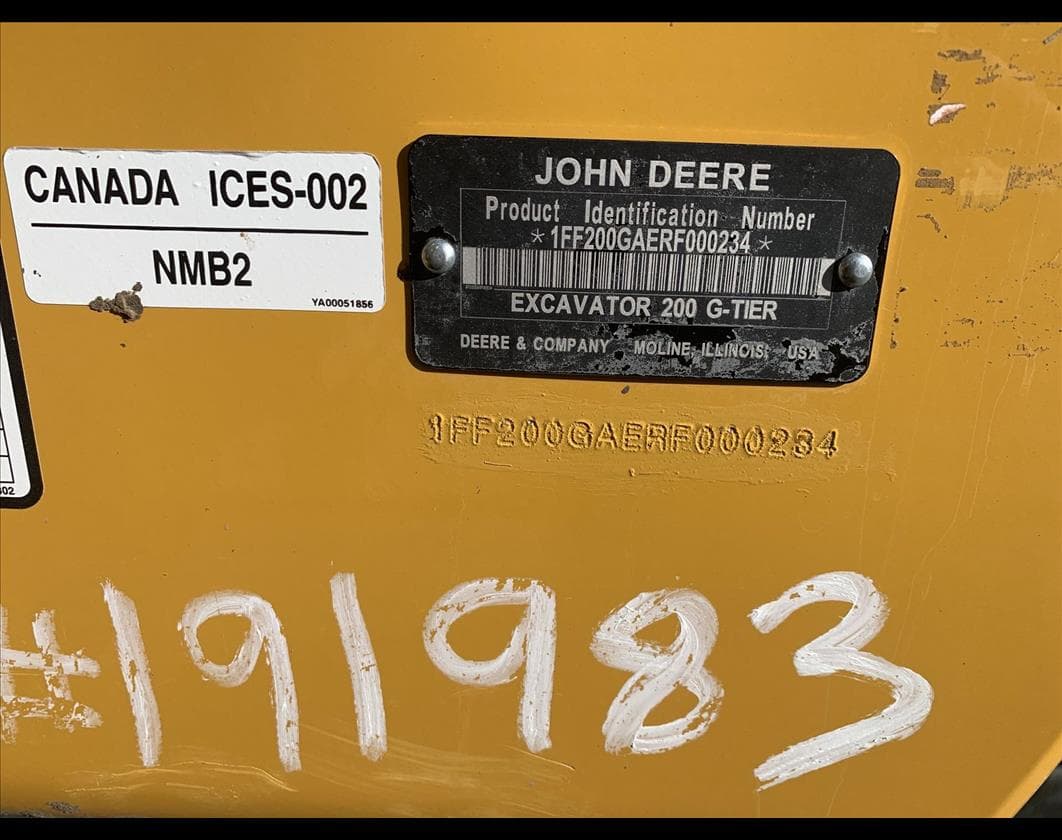 CANADA ICES-002
NMB2
YA00051856
JOHN DEERE
Product Identification Number
*1FF200GAERF000234*
EXCAVATOR 200 G-TIER
DEERE & COMPANY MOLINE, ILLINOIS, USA
1FF200GAERF000234
#191983